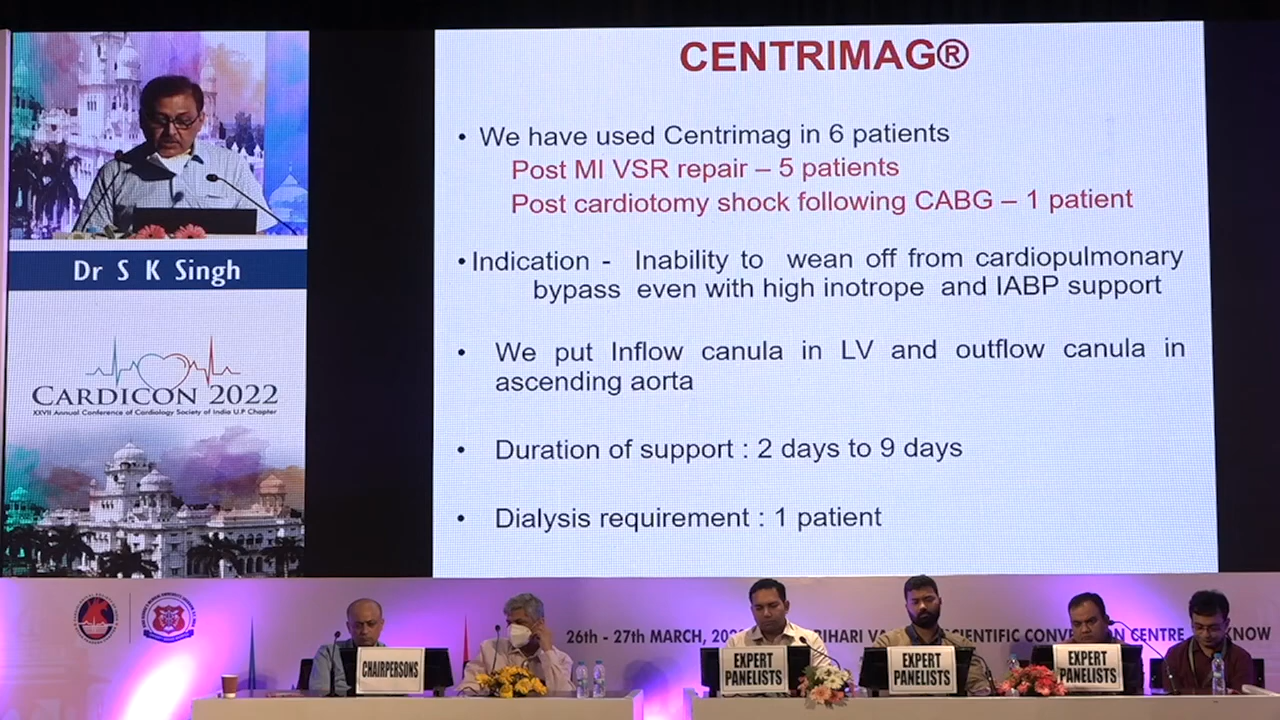 CENTRIMAG®
• We have used Centrimag in 6 patients
Post MI VSR repair – 5 patients
Post cardiotomy shock following CABG – 1 patient
• Indication - Inability to wean off from cardiopulmonary
bypass even with high inotrope and IABP support
• We put Inflow canula in LV and outflow canula in
ascending aorta
• Duration of support : 2 days to 9 days
• Dialysis requirement : 1 patient
Dr S K Singh
CARDICON 2022
XXVII Annual Conference of Cardiology Society of India U.P Chapter
26th - 27th MARCH, BIHARI CENTRE
CHAIRPERSONS
EXPERT
PANELISTS
EXPERT
PANELISTS
EXPERT
PANELISTS